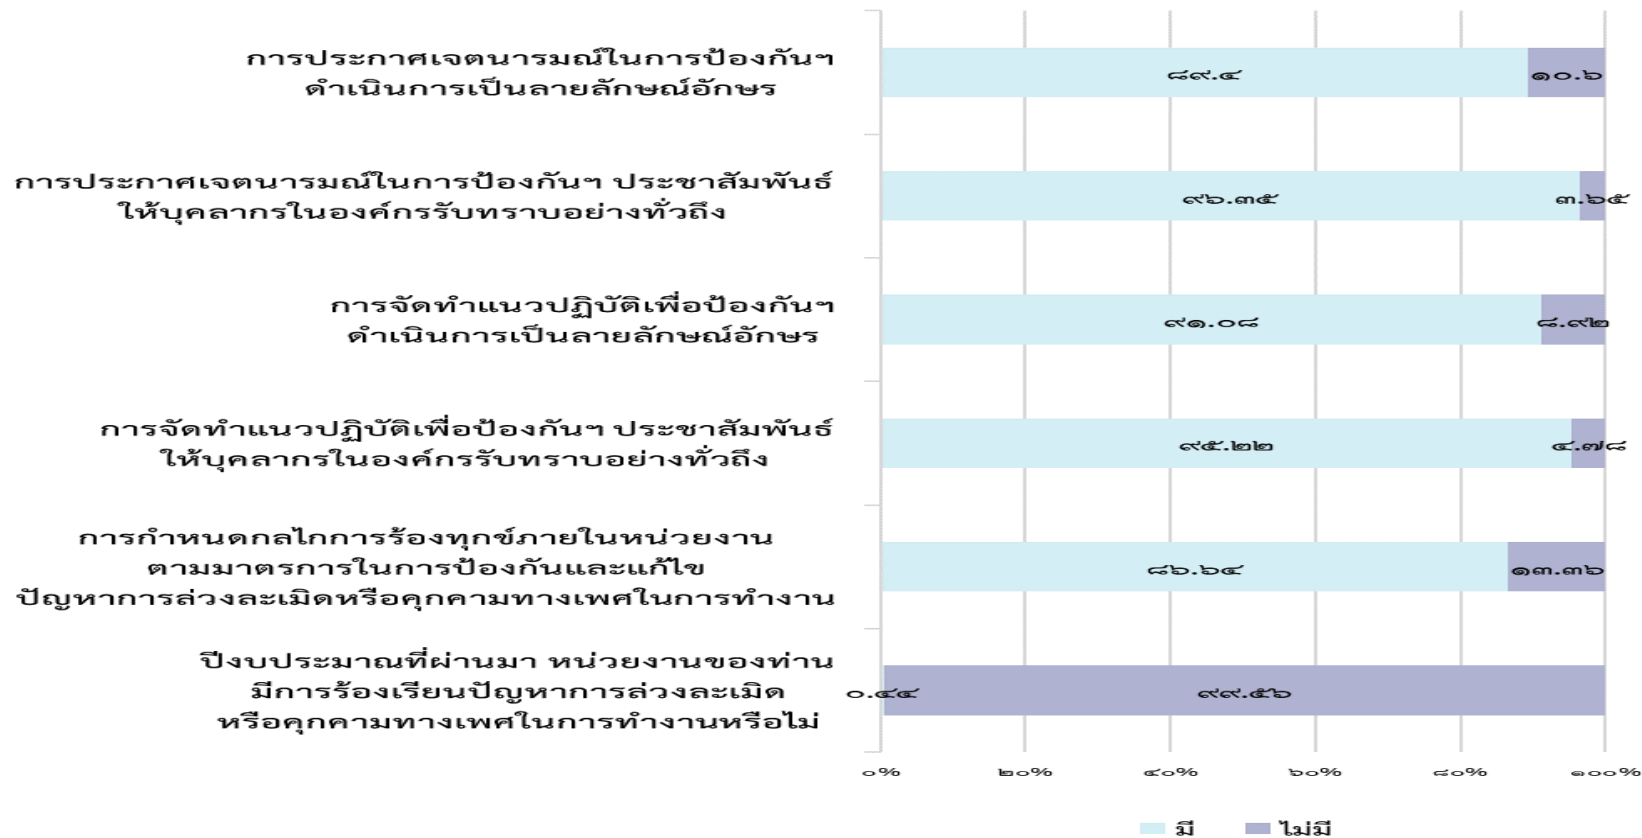 การประกาศเจตนารมณ์ในการป้องกันฯ
ดำเนินการเป็นลายลักษณ์อักษร
๘๙.๔
๑๐.๖
การประกาศเจตนารมณ์ในการป้องกันฯ ประชาสัมพันธ์
ให้บุคลากรในองค์กรรับทราบอย่างทั่วถึง
๙๖.๓๕
๓.๖๕
การจัดทำแนวปฏิบัติเพื่อป้องกันฯ
ดำเนินการเป็นลายลักษณ์อักษร
๙๑.๐๘
๘.๙๒
การจัดทำแนวปฏิบัติเพื่อป้องกันฯ ประชาสัมพันธ์
ให้บุคลากรในองค์กรรับทราบอย่างทั่วถึง
๙๕.๒๒
๔.๗๘
การกำหนดกลไกการร้องทุกข์ภายในหน่วยงาน
ตามมาตรการในการป้องกันและแก้ไข
ปัญหาการล่วงละเมิดหรือคุกคามทางเพศในการทำงาน
๘๖.๖๔
๑๓.๓๖
ปีงบประมาณที่ผ่านมา หน่วยงานของท่าน
มีการร้องเรียนปัญหาการล่วงละเมิด
หรือคุกคามทางเพศในการทำงานหรือไม่
๐.๔๔
๙๙.๕๖
๐% ๒๐% ๔๐% ๖๐% ๘๐% ๑๐๐%
มี ไม่มี